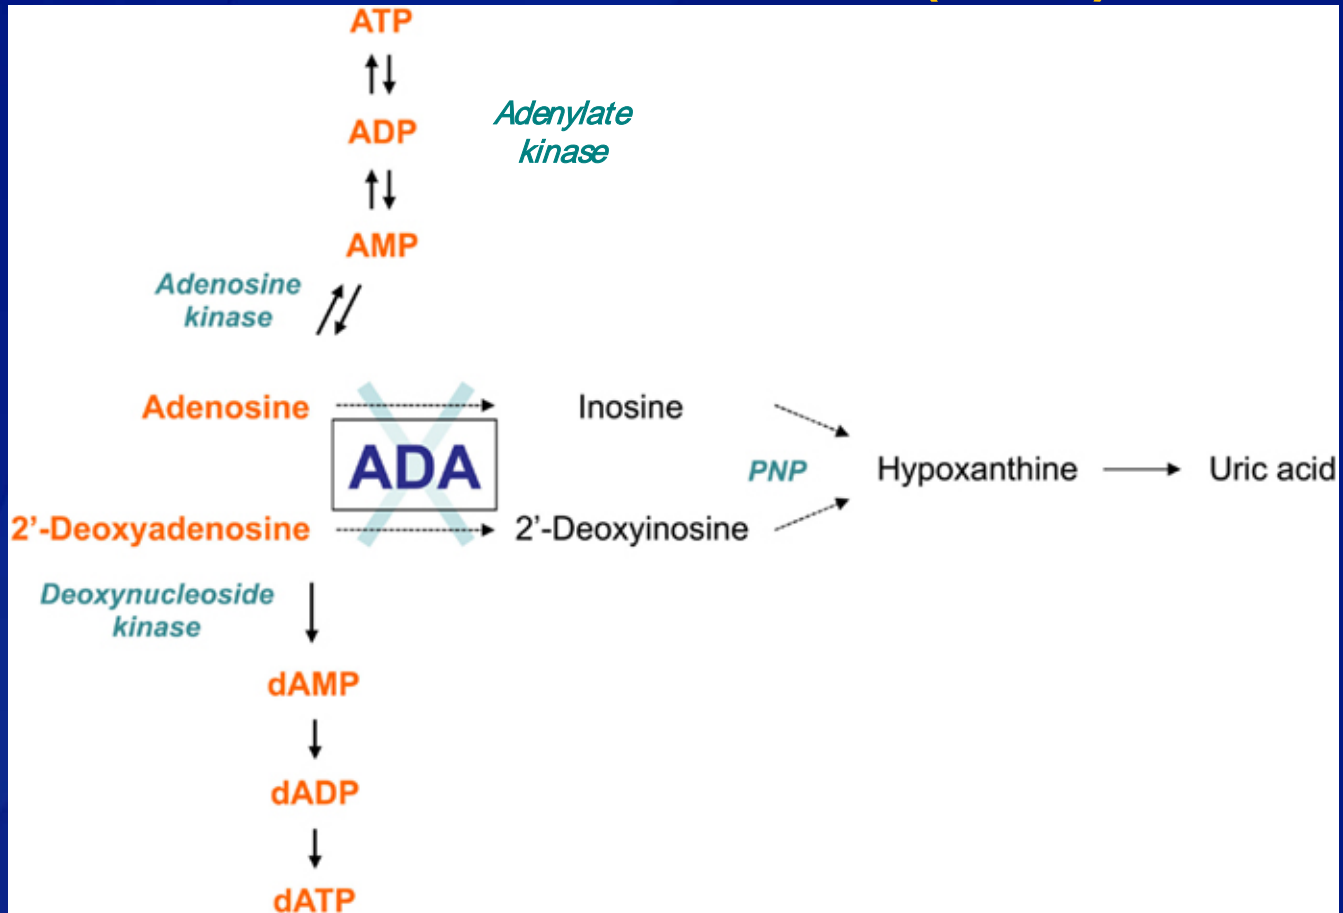 ATP
ADP
Adenylate
kinase
AMP
Adenosine
kinase
Adenosine
Inosine
ADA
PNP
Hypoxanthine
Uric acid
2’-Deoxyadenosine
2’-Deoxyinosine
Deoxynucleoside
kinase
dAMP
dADP
dATP